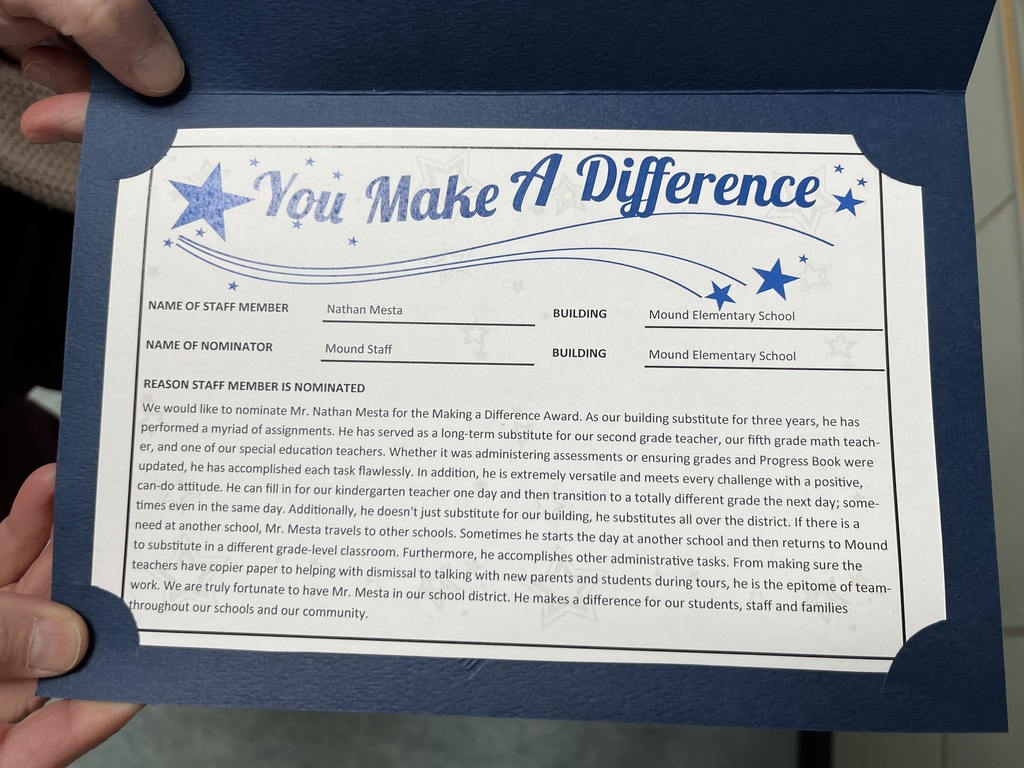 You Make A Difference
NAME OF STAFF MEMBER Nathan Mesta BUILDING Mound Elementary School
NAME OF NOMINATOR Mound Staff BUILDING Mound Elementary School
REASON STAFF MEMBER IS NOMINATED
We would like to nominate Mr. Nathan Mesta for the Making a Difference Award. As our building substitute for three years, he has
performed a myriad of assignments. He has served as a long-term substitute for our second grade teacher, our fifth grade math teach-
er, and one of our special education teachers. Whether it was administering assessments or ensuring grades and Progress Book were
updated, he has accomplished each task flawlessly. In addition, he is extremely versatile and meets every challenge with a positive,
can-do attitude. He can fill in for our kindergarten teacher one day and then transition to a totally different grade the next day; some-
times even in the same day. Additionally, he doesn't just substitute for our building, he substitutes all over the district. If there is a
need at another school, Mr. Mesta travels to other schools. Sometimes he starts the day at another school and then returns to Mound
to substitute in a different grade-level classroom. Furthermore, he accomplishes other administrative tasks. From making sure the
teachers have copier paper to helping with dismissal to talking with new parents and students during tours, he is the epitome of team-
work. We are truly fortunate to have Mr. Mesta in our school district. He makes a difference for our students, staff and families
throughout our schools and our community.